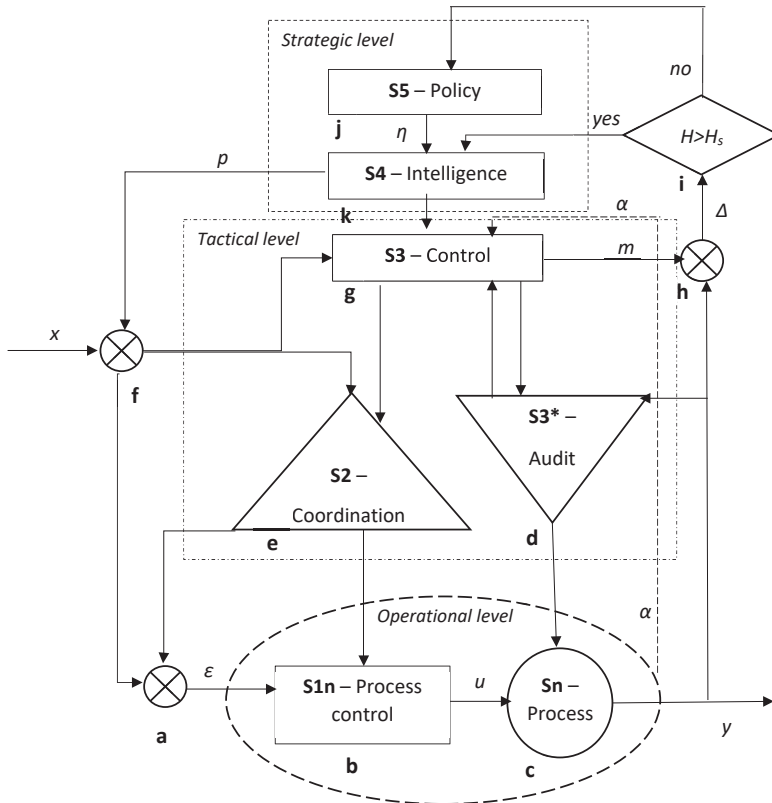 Strategic level
no
S5 – Policy
j
η
yes
H>Hs
p
S4 – Intelligence
i
k
α
Δ
Tactical level
S3 – Control
m
g
h
x
f
S3* –
Audit
S2 –
Coordination
e
d
Operational level
α
ε
S1n – Process
control
u
Sn –
Process
y
a
b
c